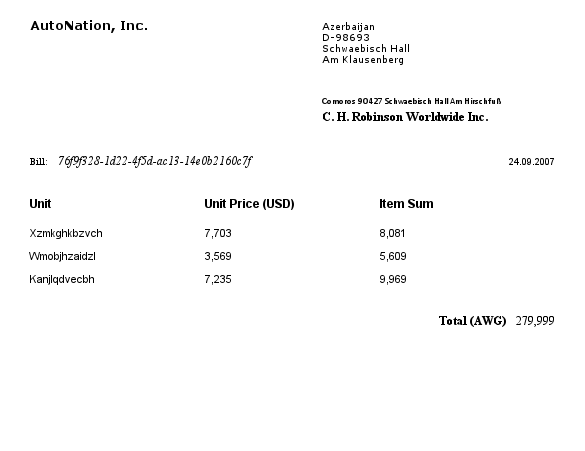 AutoNation, Inc.
Azerbaijan
D-98693
Schwaebisch Hall
Am Klausenberg
Comoros 90427 Schwaebisch Hall Am Hirschfuß
C. H. Robinson Worldwide Inc.
Bill: 76f9f328-1d22-4f5d-ac13-14e0b2160c7f 24.09.2007
Unit Unit Price (USD) Item Sum
Xzmkghkbzvch 7,703 8,081
Wmobjhzaidzl 3,569 5,609
Kanjlqdvecbh 7,235 9,969
Total (AWG) 279,999